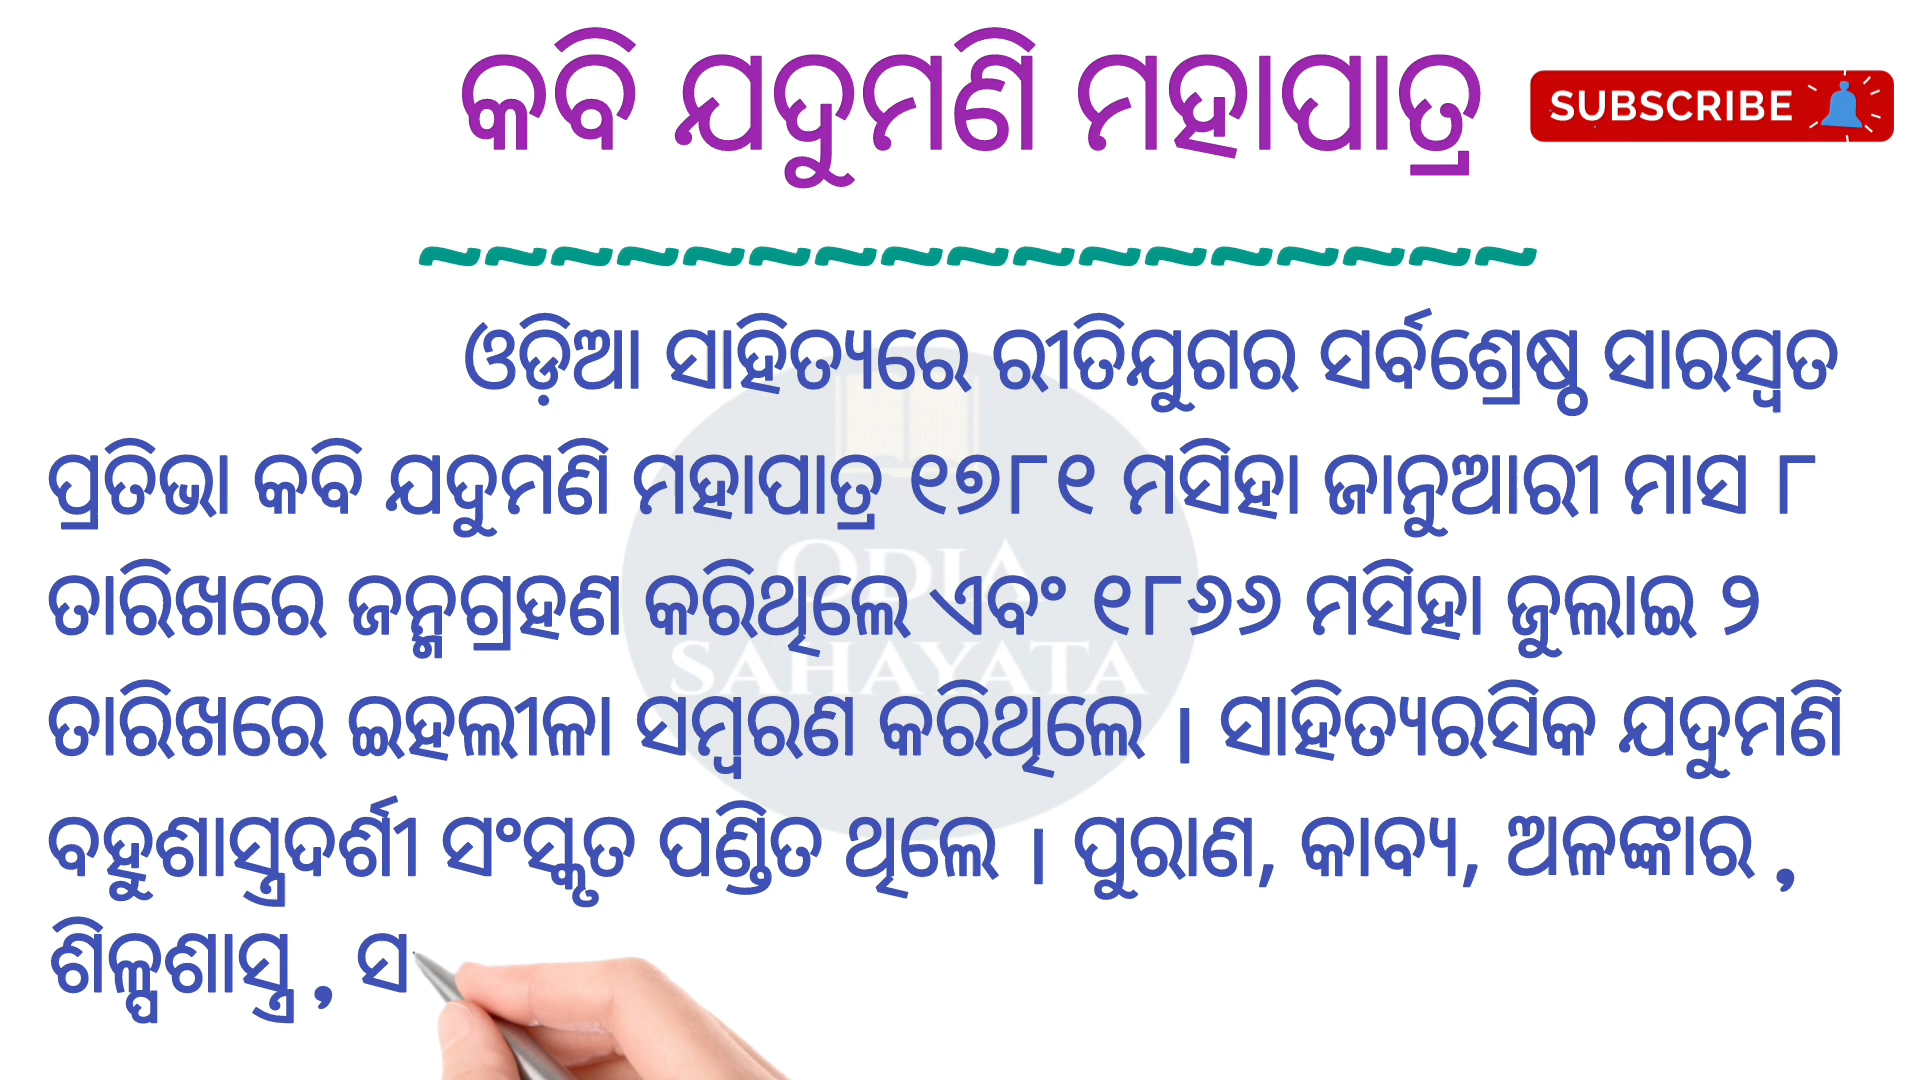 କବି ଯଦୁମଣି ମହାପାତ୍ର
SUBSCRIBE
~~~~~~~~~~~~~~~~~
ଓଡ଼ିଆ ସାହିତ୍ୟରେ ରୀତିଯୁଗର ସର୍ବଶ୍ରେଷ୍ଠ ସାରସ୍ୱତ
ପ୍ରତିଭା କବି ଯଦୁମଣି ମହାପାତ୍ର ୧୭୮୧ ମସିହା ଜାନୁଆରୀ ମାସ ୮
ତାରିଖରେ ଜନ୍ମଗ୍ରହଣ କରିଥିଲେ ଏବଂ ୧୮୬୬ ମସିହା ଜୁଲାଇ ୨
ତାରିଖରେ ଇହଲୀଳା ସମ୍ବରଣ କରିଥିଲେ । ସାହିତ୍ୟରସିକ ଯଦୁମଣି
ବହୁଶାସ୍ତ୍ରଦର୍ଶୀ ସଂସ୍କୃତ ପଣ୍ଡିତ ଥିଲେ । ପୁରାଣ, କାବ୍ୟ, ଅଳଙ୍କାର ,
ଶିଳ୍ପଶାସ୍ତ୍ର , ସ
ODIA
SAHAYATA